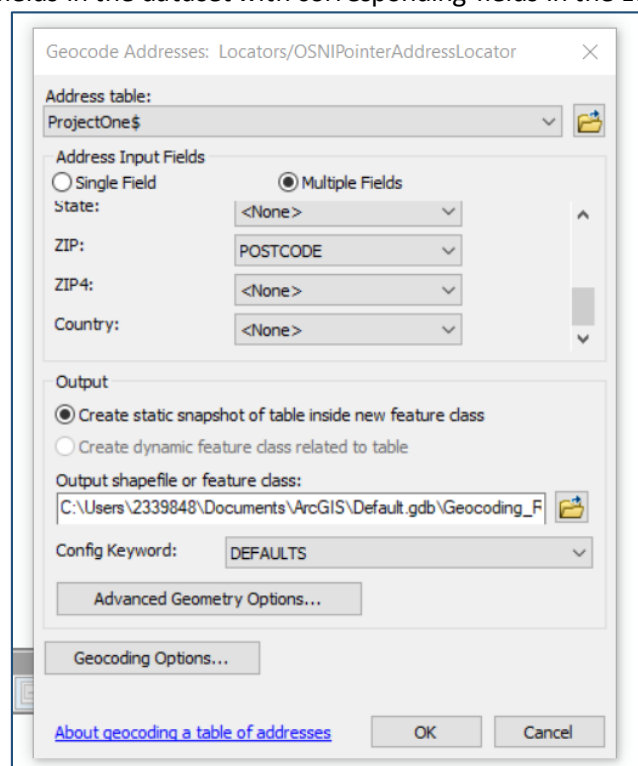 fields in the dataset with corresponding fields in the
Geocode Addresses: Locators/OSNIPointerAddressLocator
Address table:
ProjectOne$
Address Input Fields
Single Field Multiple Fields
State: <None>
ZIP: POSTCODE
ZIP4: <None>
Country: <None>
Output
Create static snapshot of table inside new feature class
Create dynamic feature class related to table
Output shapefile or feature class:
C:\Users\2339848\Documents\ArcGIS\Default.gdb\Geocoding_R
Config Keyword: DEFAULTS
Advanced Geometry Options...
Geocoding Options...
About geocoding a table of addresses OK Cancel